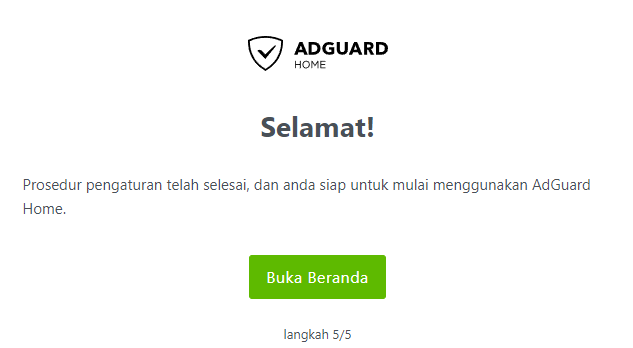 ADGUARD
HOME
Selamat!
Prosedur pengaturan telah selesai, dan anda siap untuk mulai menggunakan AdGuard
Home.
Buka Beranda
langkah 5/5